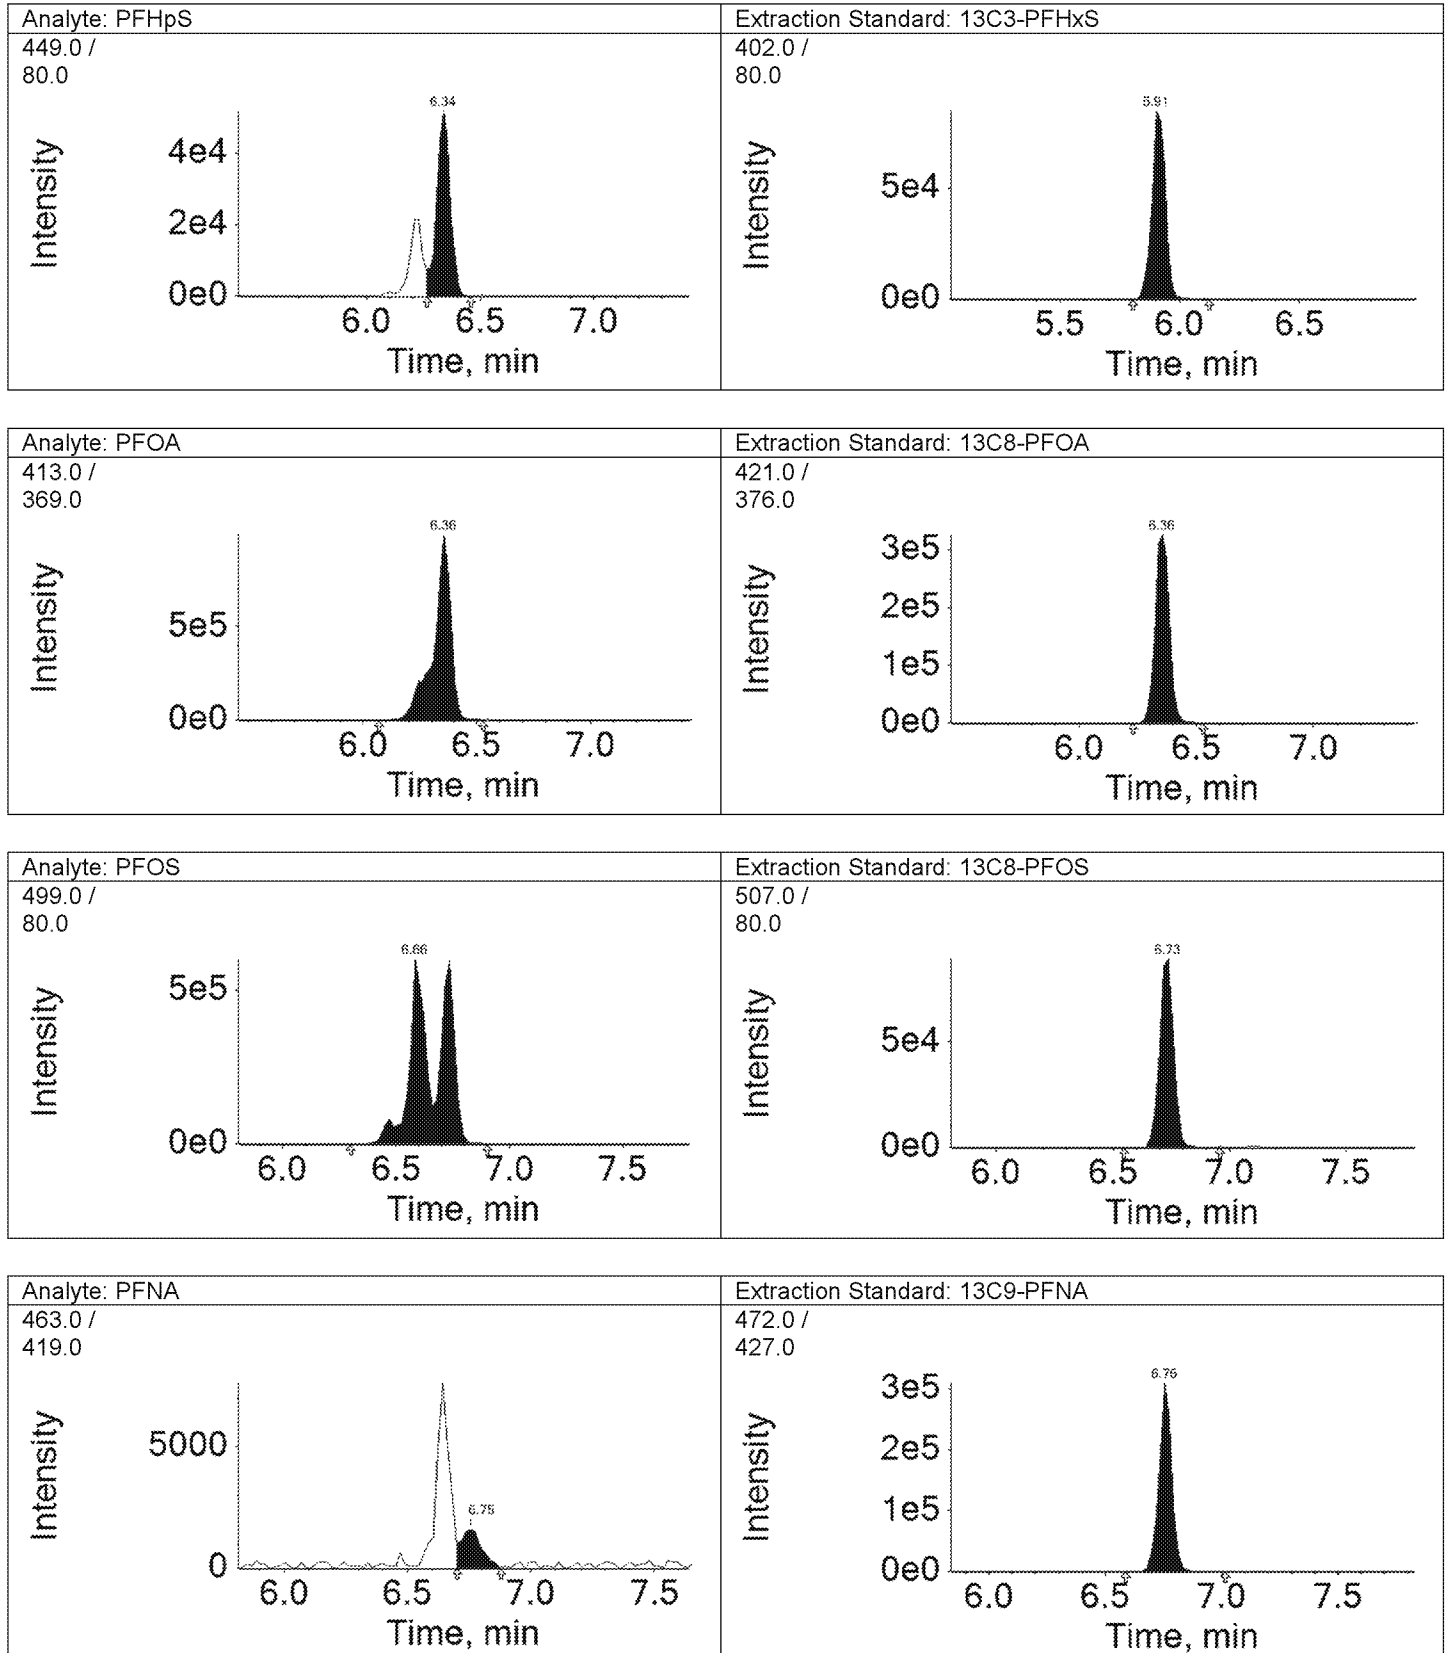 Analyte: PFHpS
Extraction Standard: 13C3-PFHxS
449.0 /
80.0
402.0 /
80.0
6.34
5.91
Intensity
4e4
2e4
0e0
6.0 6.5 7.0
Time, min
Intensity
5e4
0e0
5.5 6.0 6.5
Time, min
Analyte: PFOA
Extraction Standard: 13C8-PFOA
413.0 /
369.0
421.0 /
376.0
6.36
6.36
Intensity
5e5
0e0
6.0 6.5 7.0
Time, min
Intensity
3e5
2e5
1e5
0e0
6.0 6.5 7.0
Time, min
Analyte: PFOS
Extraction Standard: 13C8-PFOS
499.0 /
80.0
507.0 /
80.0
6.66
6.73
Intensity
5e5
0e0
6.0 6.5 7.0 7.5
Time, min
Intensity
5e4
0e0
6.0 6.5 7.0 7.5
Time, min
Analyte: PFNA
Extraction Standard: 13C9-PFNA
463.0 /
419.0
472.0 /
427.0
6.75
6.76
Intensity
5000
0
6.0 6.5 7.0 7.5
Time, min
Intensity
3e5
2e5
1e5
0e0
6.0 6.5 7.0 7.5
Time, min